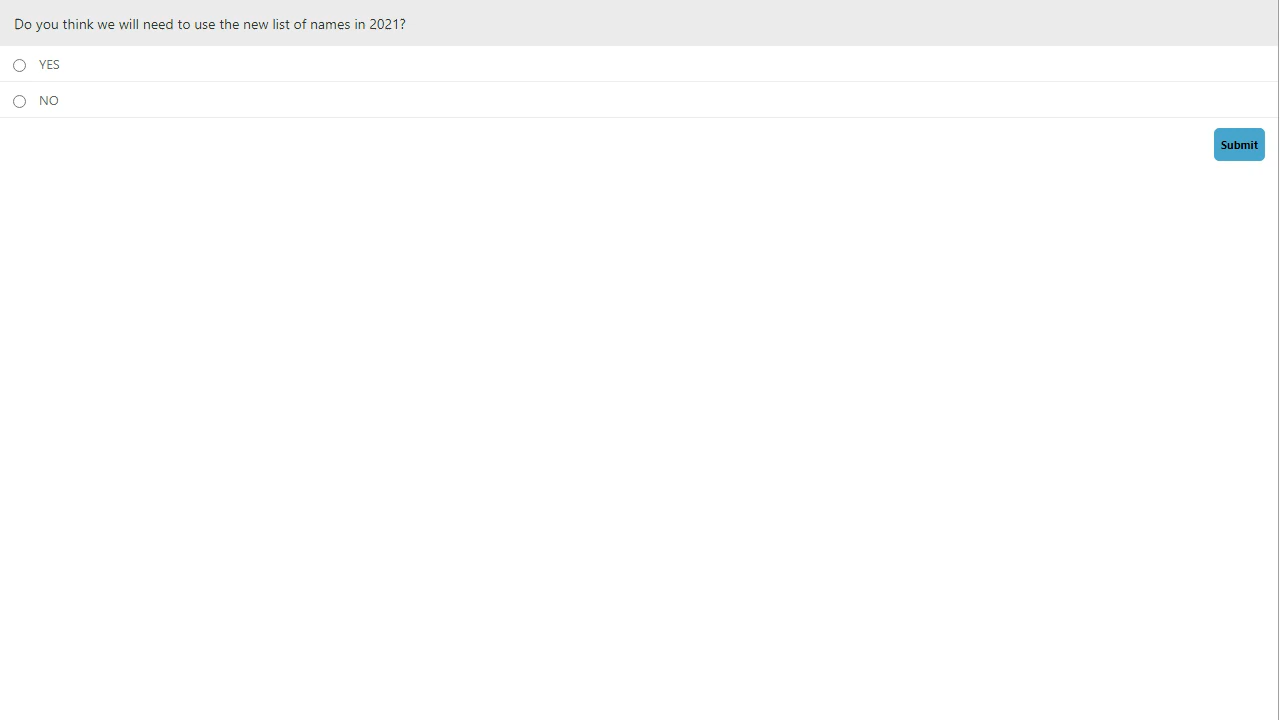 Do you think we will need to use the new list of names in 2021?
YES
NO
Submit